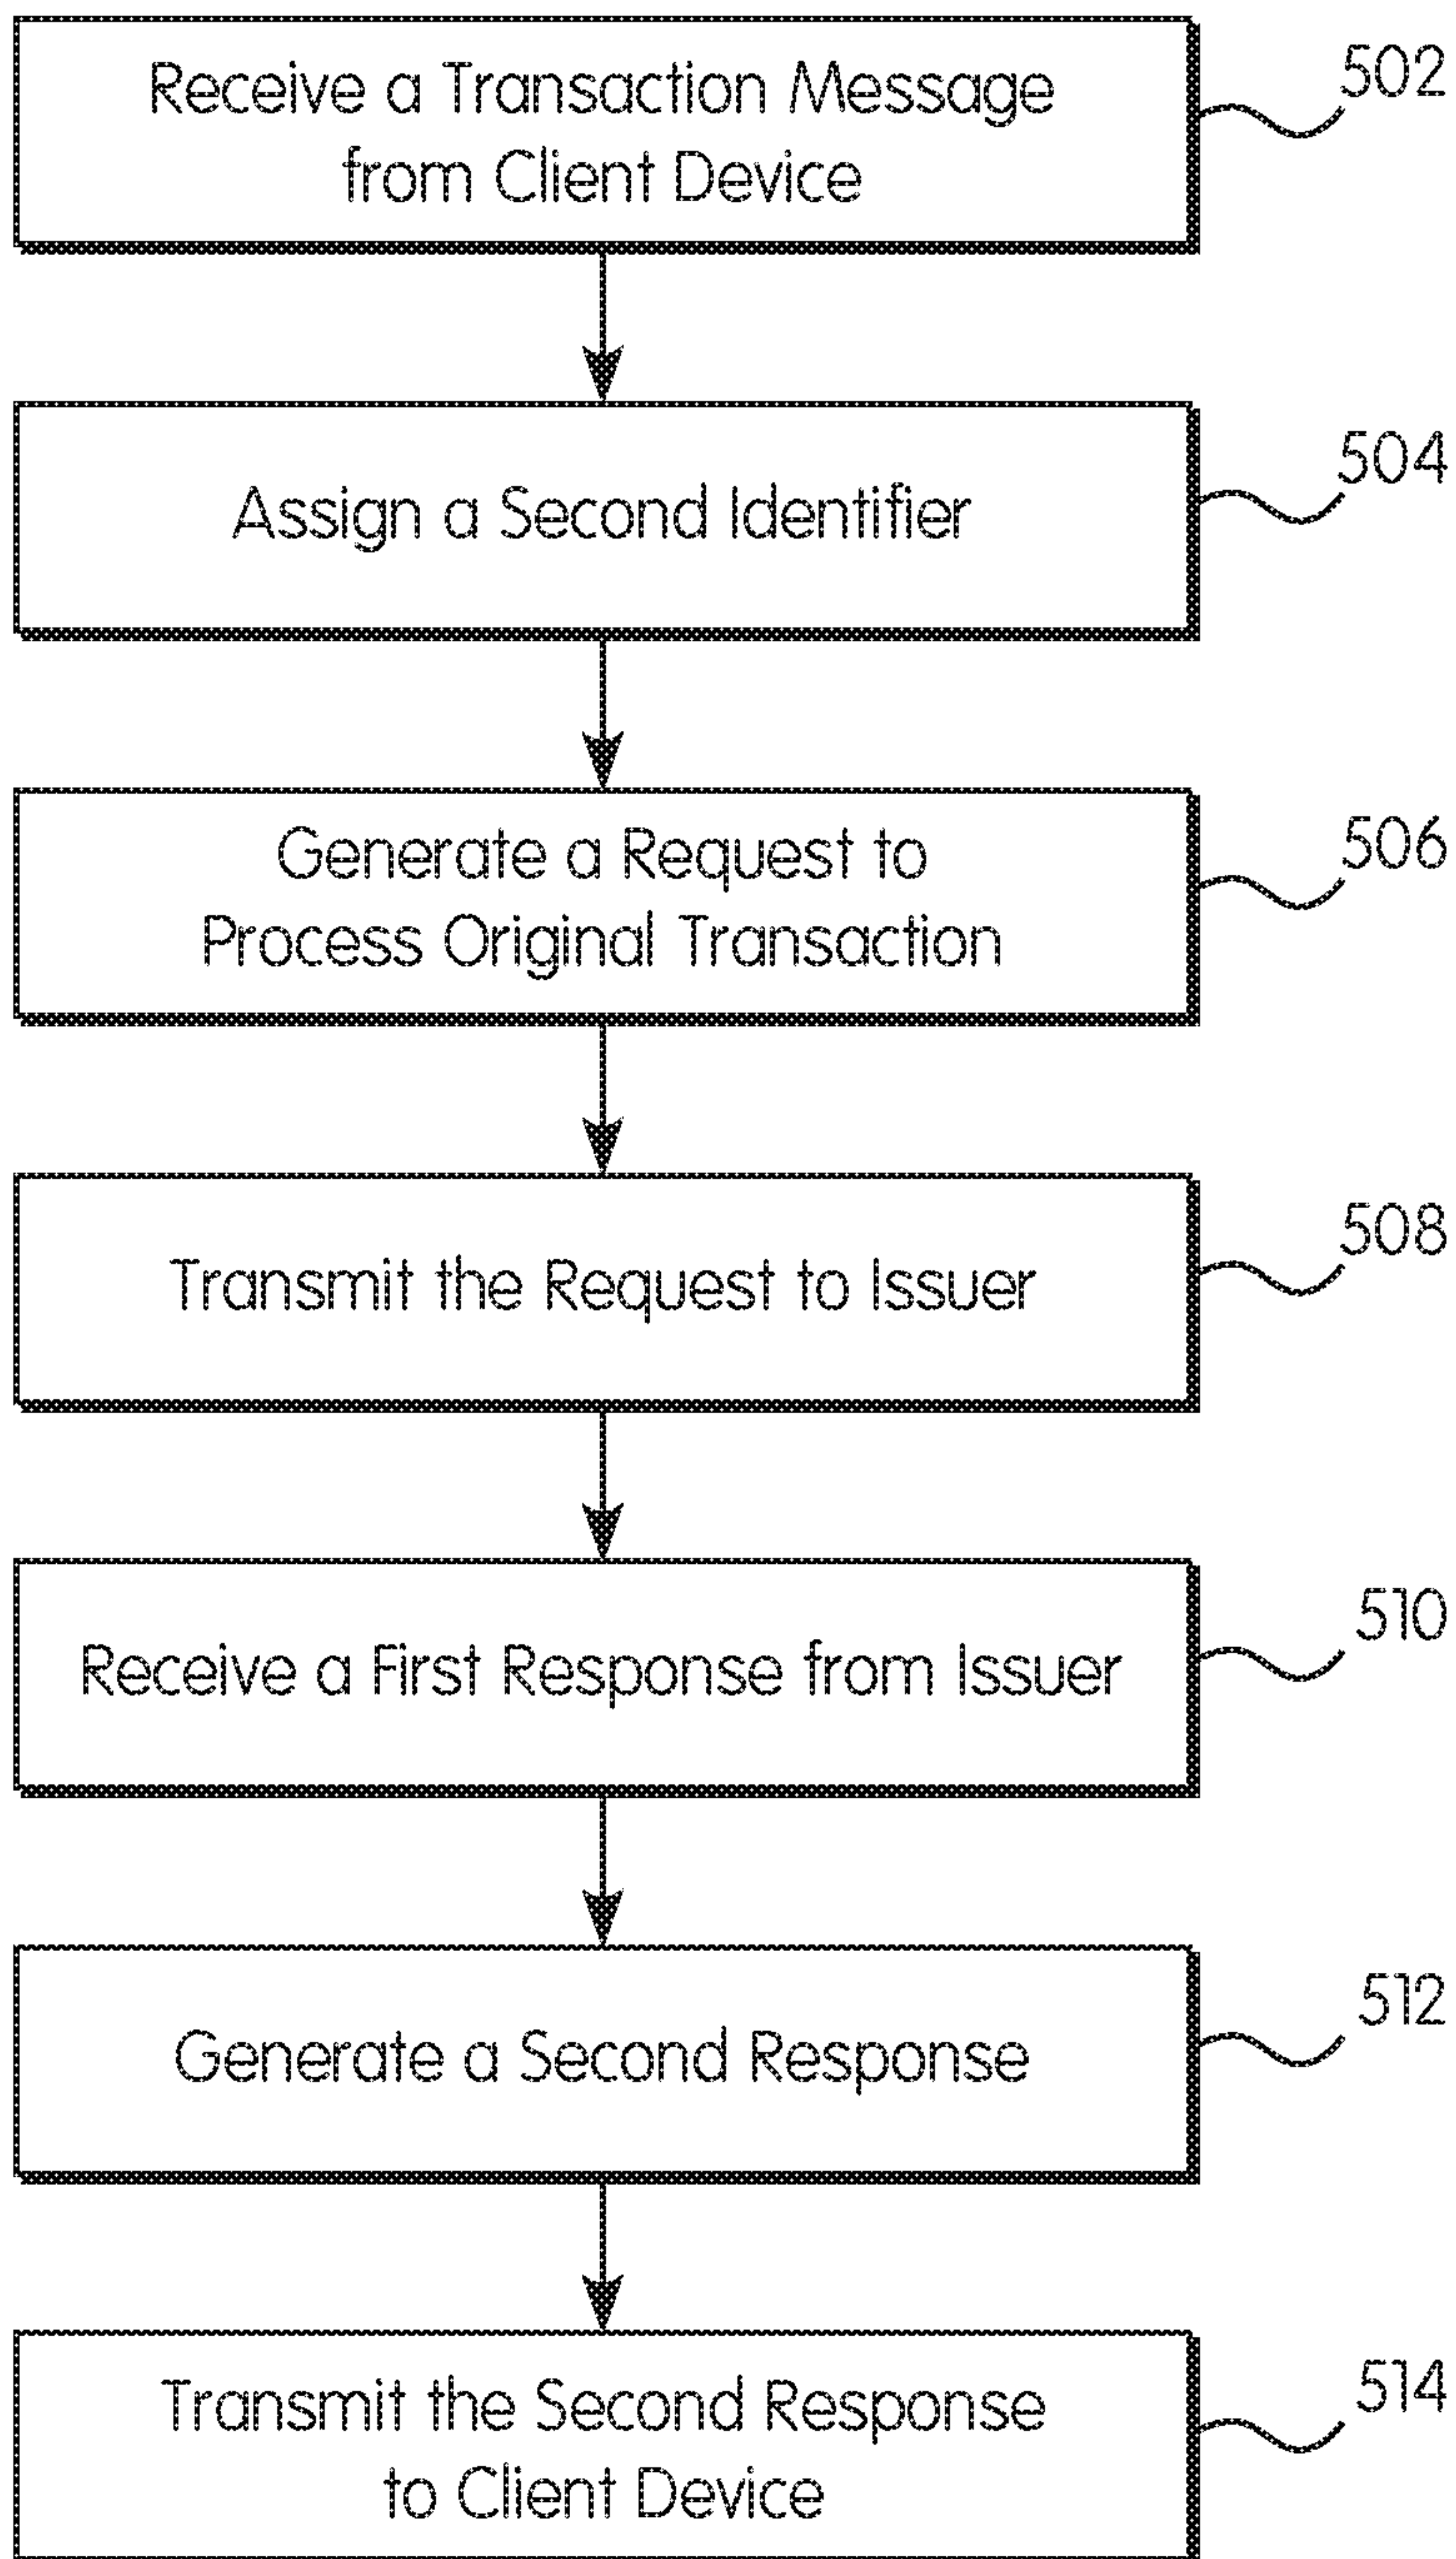 Receive a Transaction Message
from Client Device
502
Assign a Second Identifier
504
Generate a Request to
Process Original Transaction
506
Transmit the Request to Issuer
508
Receive a First Response from Issuer
510
Generate a Second Response
512
Transmit the Second Response
to Client Device
514